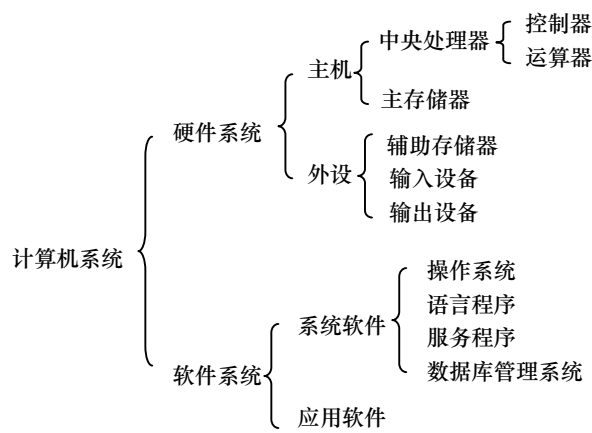 控制器
中央处理器
运算器
主机
主存储器
硬件系统
辅助存储器
外设
输入设备
输出设备
计算机系统
操作系统
语言程序
系统软件
服务程序
软件系统
数据库管理系统
应用软件